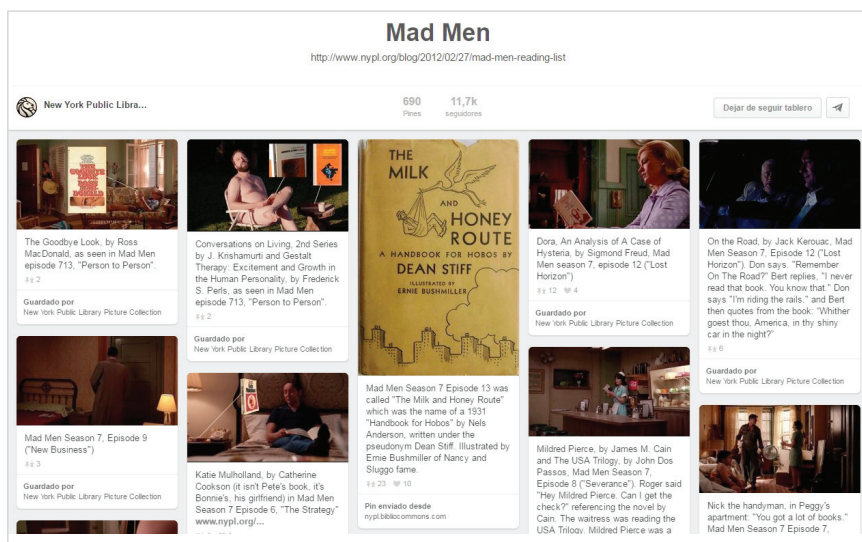 Mad Men
http://www.nypl.org/blog/2012/02/27/mad-men-reading-list
New York Public Libra...
690
Pines
11,7k
seguidores
Dejar de seguir tablero
THE GOODBYE LOOK
The Goodbye Look, by Ross
MacDonald, as seen in Mad Men
episode 713, "Person to Person".
2
Guardado por
New York Public Library Picture Collection
Mad Men Season 7, Episode 9
("New Business")
3
Guardado por
New York Public Library Picture Collection
Conversations on Living, 2nd Series
by J. Krishamurti and Gestalt
Therapy: Excitement and Growth in
the Human Personality, by Frederick
S. Perls, as seen in Mad Men
episode 713, "Person to Person".
2
Guardado por
New York Public Library Picture Collection
Katie Mulholland, by Catherine
Cookson (it isn't Pete's book, it's
Bonnie's, his girlfriend) in Mad Men
Season 7 Episode 6, "The Strategy"
www.nypl.org/...
THE
MILK
AND
HONEY
ROUTE
A HANDBOOK FOR HOBOS BY
DEAN STIFF
ILLUSTRATED BY
ERNIE BUSHMILLER
Mad Men Season 7 Episode 13 was
called "The Milk and Honey Route"
which was the name of a 1931
"Handbook for Hobos" by Nels
Anderson, written under the
pseudonym Dean Stiff. Illustrated by
Ernie Bushmiller of Nancy and
Sluggo fame.
23 10
Pin enviado desde
nypl.bibliocommons.com
Dora, An Analysis of A Case of
Hysteria, by Sigmund Freud, Mad
Men season 7, episode 12 ("Lost
Horizon")
12 4
Guardado por
New York Public Library Picture Collection
Mildred Pierce, by James M. Cain
and The USA Trilogy, by John Dos
Passos, Mad Men Season 7,
Episode 8 ("Severance"). Roger said
"Hey Mildred Pierce. Can I get the
check?" referencing the novel by
Cain. The waitress was reading the
USA Trilogy. Mildred Pierce was a
On the Road, by Jack Kerouac, Mad
Men Season 7, Episode 12 ("Lost
Horizon"). Don says. "Remember
On The Road?" Bert replies, "I never
read that book. You know that." Don
says "I'm riding the rails." and Bert
then quotes from the book: "Whither
goest thou, America, in thy shiny
car in the night?"
6
Guardado por
New York Public Library Picture Collection
Nick the handyman, in Peggy's
apartment: "You got a lot of books."
Mad Men Season 7 Episode 7,